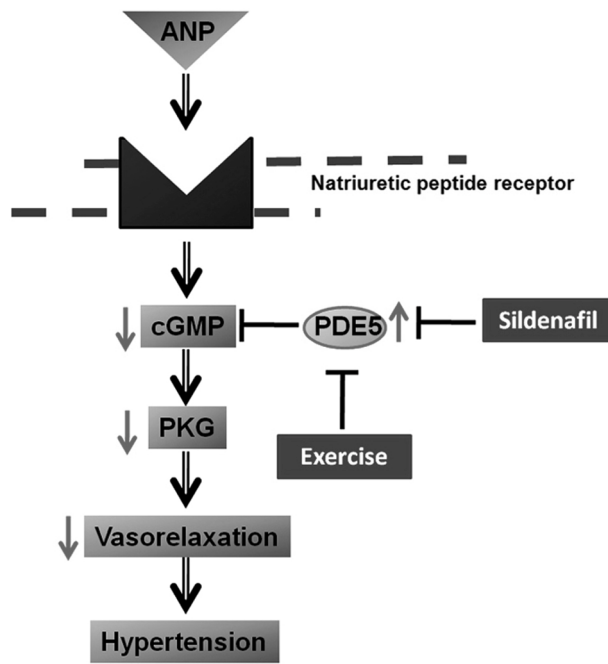 ANP
Natriuretic peptide receptor
cGMP
PDE5
Sildenafil
PKG
Exercise
Vasorelaxation
Hypertension